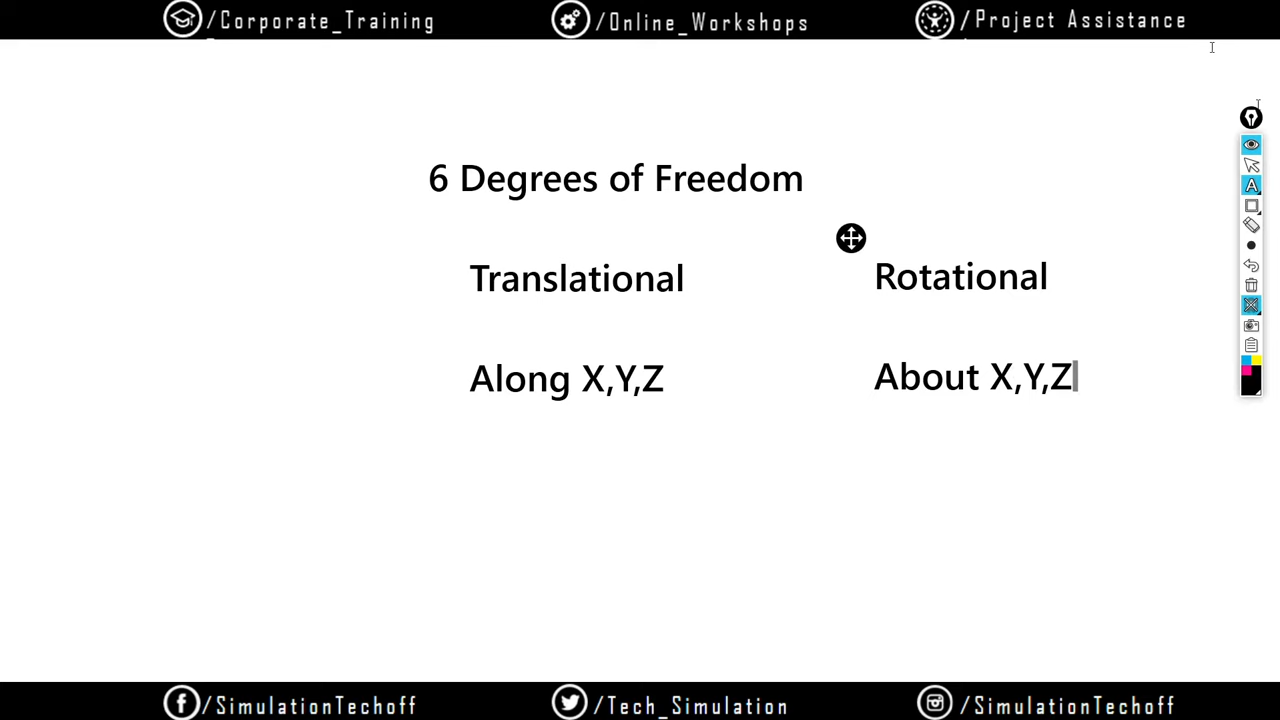 /Corporate_Training /Online_Workshops /Project Assistance
6 Degrees of Freedom
Translational Rotational
Along X,Y,Z About X,Y,Z
/SimulationTechoff /Tech_Simulation /SimulationTechoff